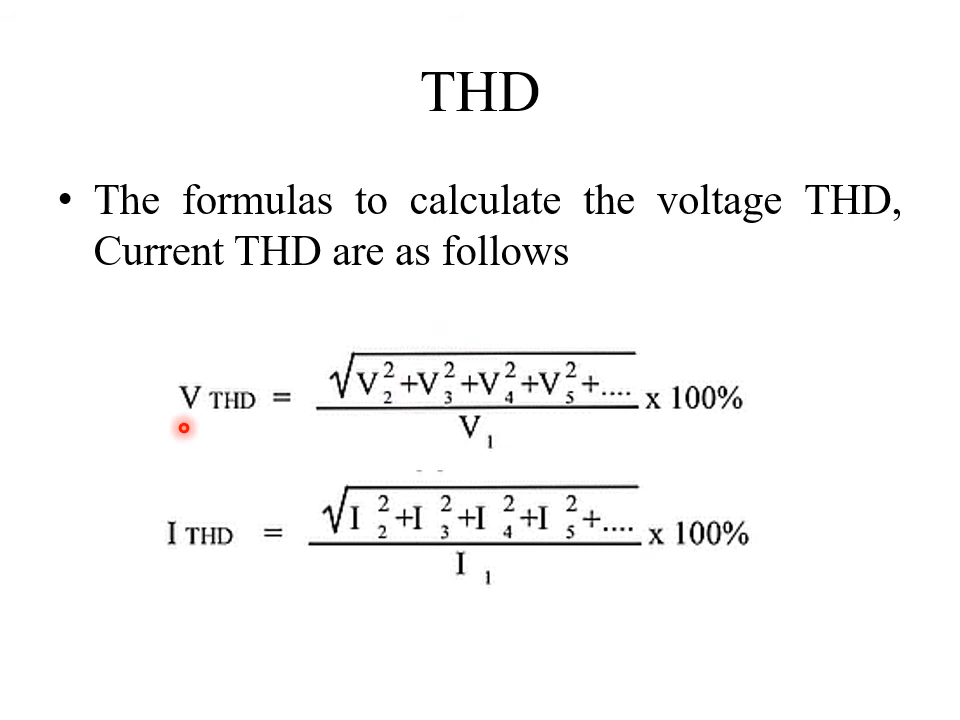 THD
• The formulas to calculate the voltage THD,
Current THD are as follows
V THD = √(V₂² + V₃² + V₄² + V₅² + ....) / V₁ x 100%
I THD = √(I₂² + I₃² + I₄² + I₅² + ....) / I₁ x 100%